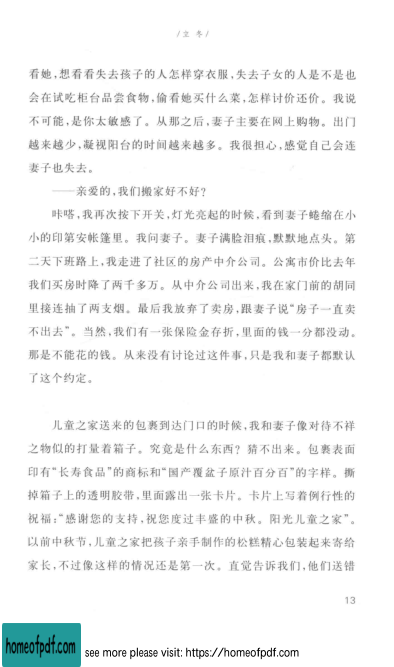 /立 冬/
看她,想看看失去孩子的人怎样穿衣服,失去子女的人是不是也
会在试吃柜台品尝食物,偷看她买什么菜,怎样讨价还价。我说
不可能,是你太敏感了。从那之后,妻子主要在网上购物。出门
越来越少,凝视阳台的时间越来越多。我很担心,感觉自己会连
妻子也失去。
——亲爱的,我们搬家好不好?
咔嗒,我再次按下开关,灯光亮起的时候,看到妻子蜷缩在小
小的印第安帐篷里。我问妻子。妻子满脸泪痕,默默地点头。第
二天下班路上,我走进了社区的房产中介公司。公寓市价比去年
我们买房时降了两千多万。从中介公司出来,我在家门前的胡同
里接连抽了两支烟。最后我放弃了卖房,跟妻子说“房子一直卖
不出去”。当然,我们有一张保险金存折,里面的钱一分都没动。
那是不能花的钱。从来没有讨论过这件事,只是我和妻子都默认
了这个约定。
儿童之家送来的包裹到达门口的时候,我和妻子像对待不祥
之物似的打量着箱子。究竟是什么东西?猜不出来。包裹表面
印有“长寿食品”的商标和“国产覆盆子原汁百分百”的字样。撕
掉箱子上的透明胶带,里面露出一张卡片。卡片上写着例行性的
祝福:“感谢您的支持,祝您度过丰盛的中秋。阳光儿童之家”。
以前中秋节,儿童之家把孩子亲手制作的松糕精心包装起来寄给
家长,不过像这样的情况还是第一次。直觉告诉我们,他们送错
13
homeofpdf.com
see more please visit: https://homeofpdf.com